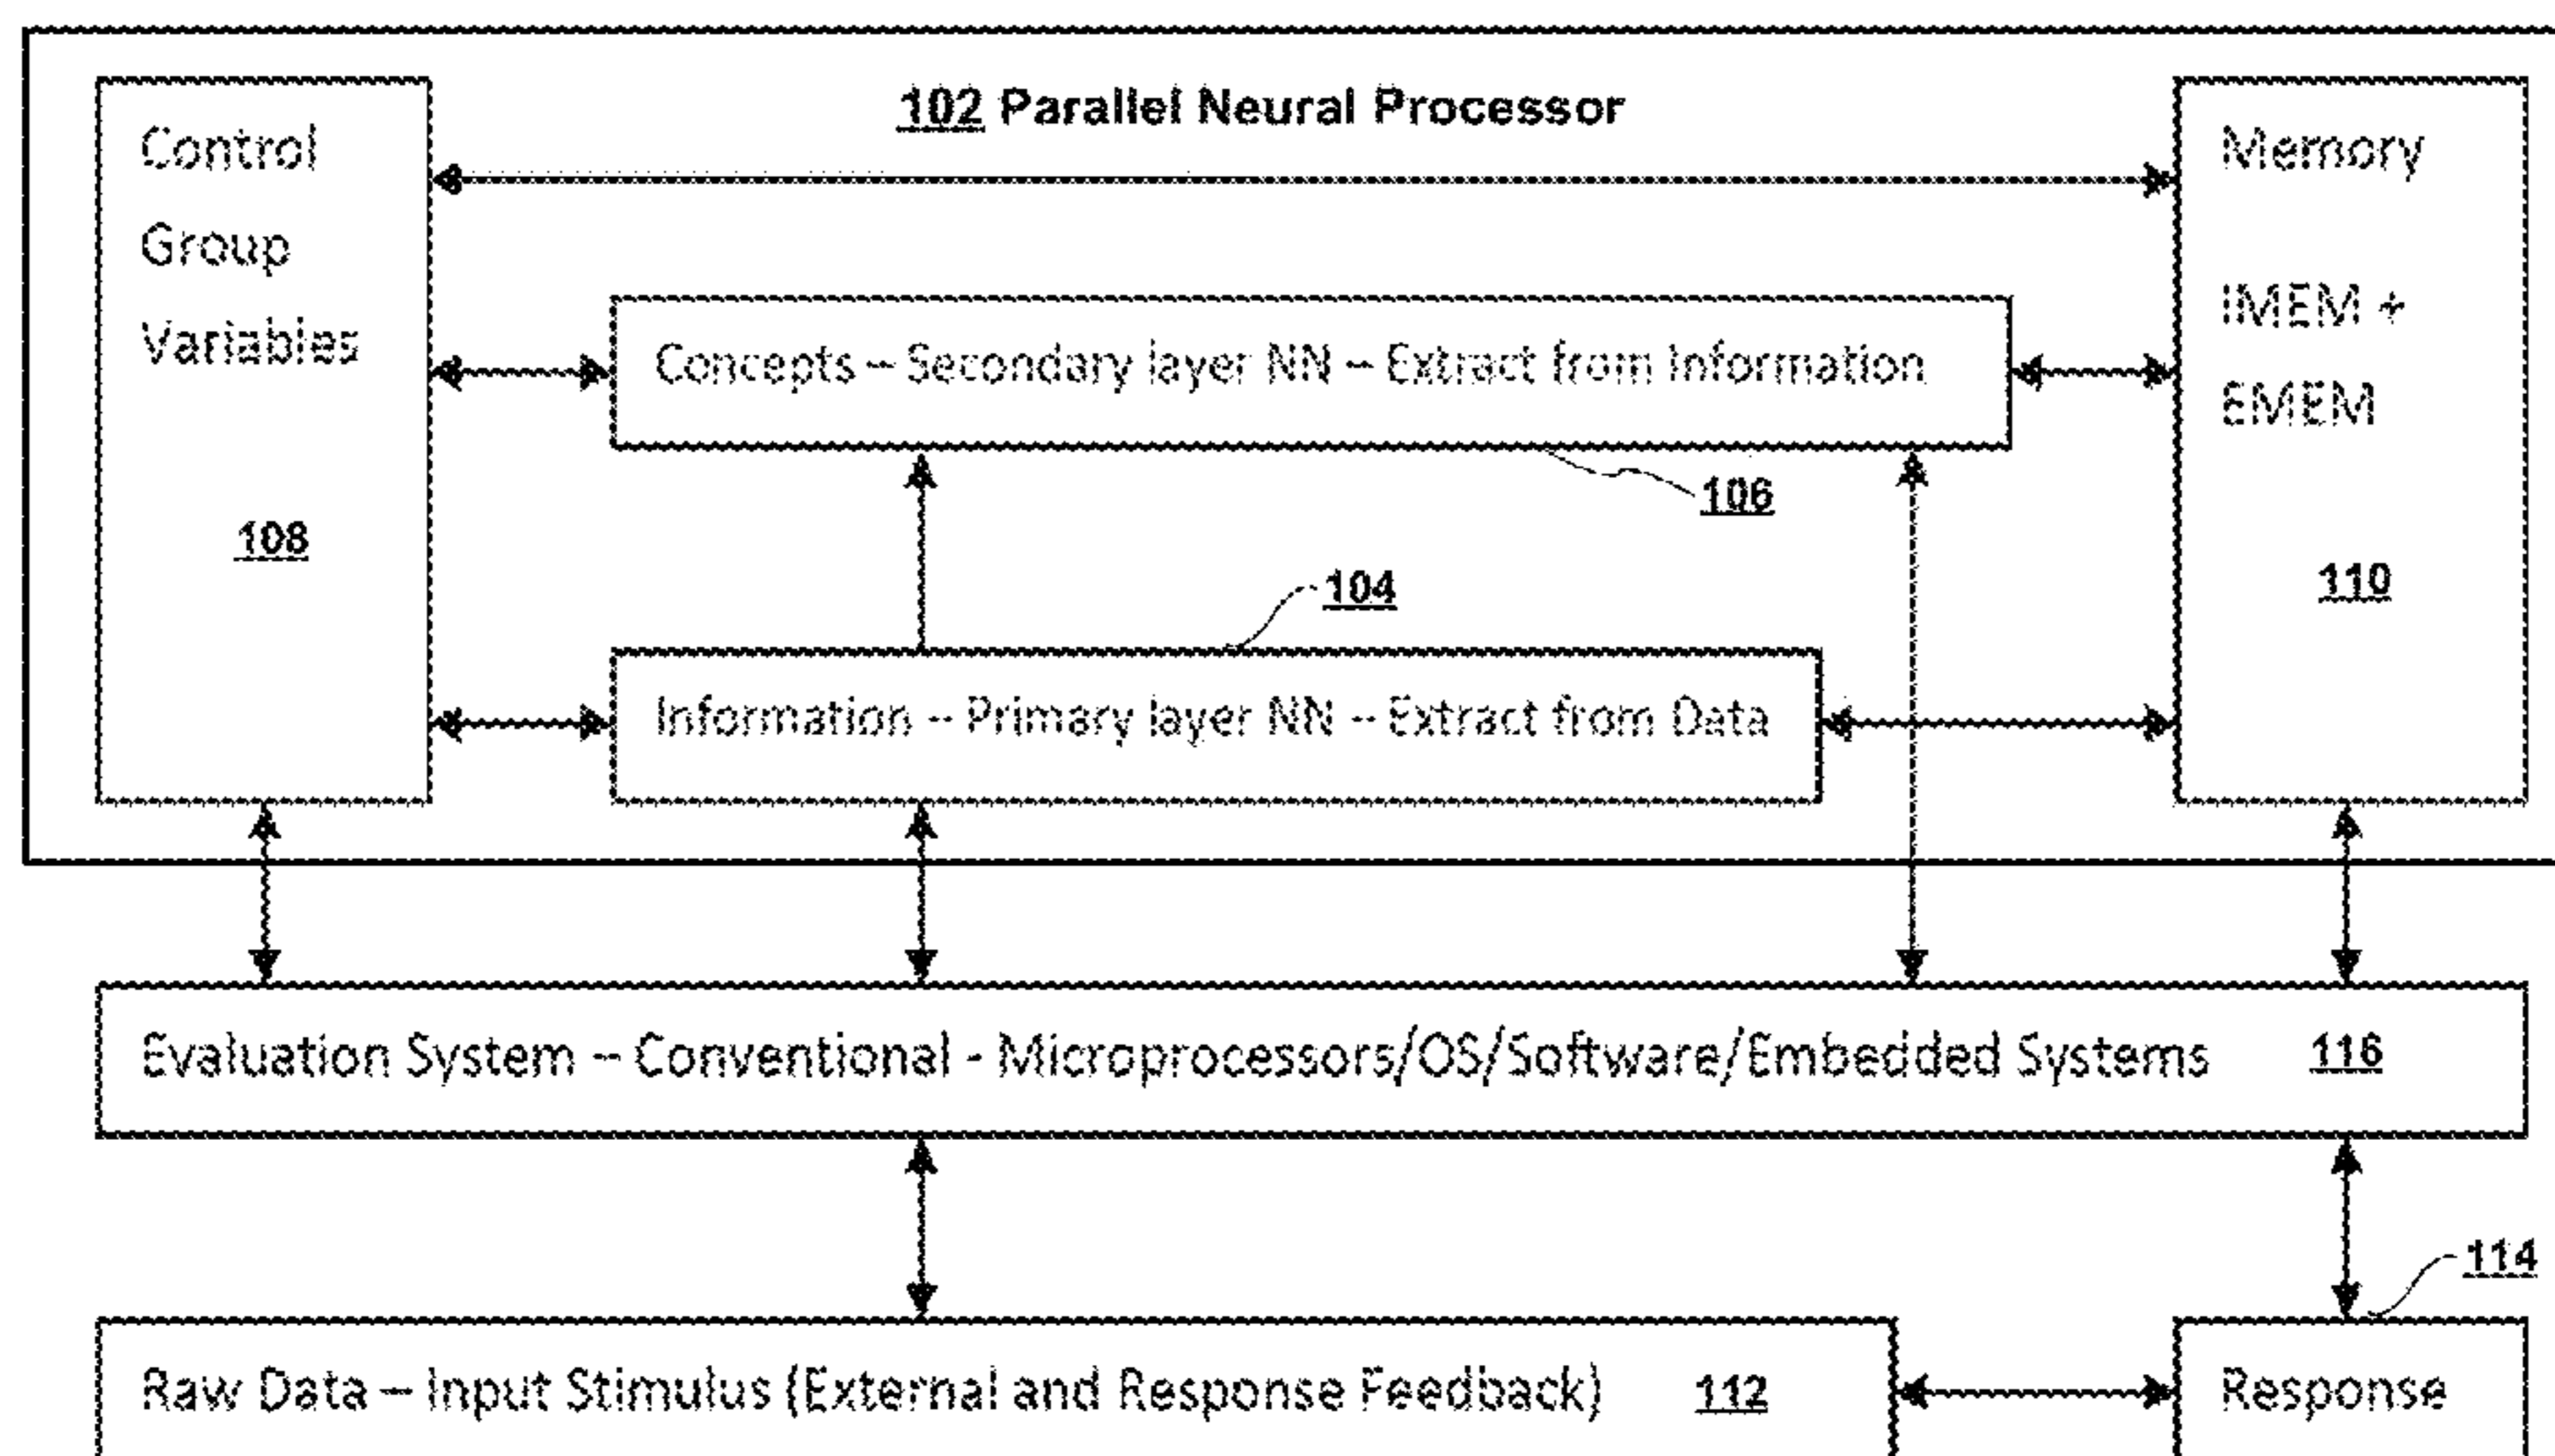 102 Parallel Neural Processor
Control
Group
Variables
108
Memory
IMEM +
EMEM
110
Concepts – Secondary layer NN – Extract from Information
106
104
Information -- Primary layer NN -- Extract from Data
Evaluation System – Conventional - Microprocessors/OS/Software/Embedded Systems 116
114
Raw Data – Input Stimulus (External and Response Feedback) 112
Response